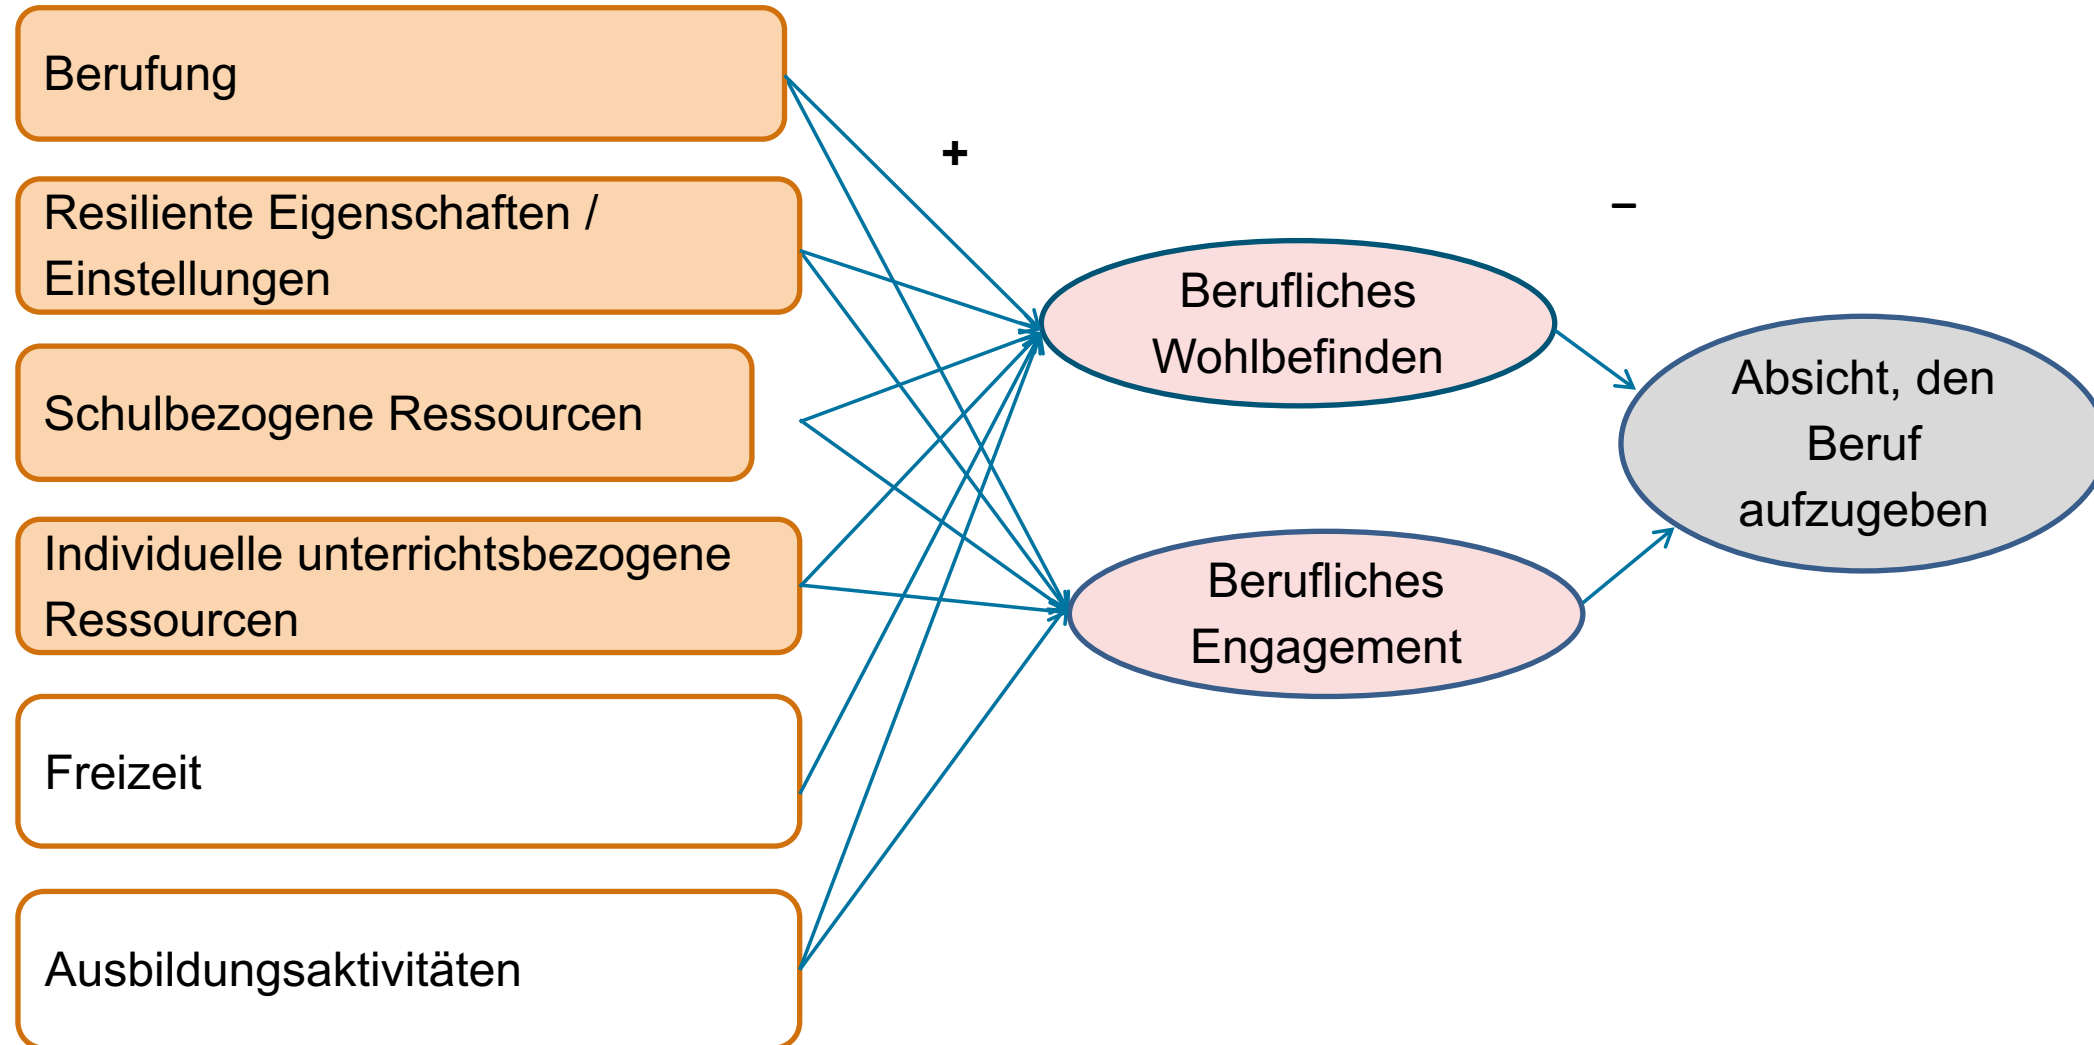 Berufung
Resiliente Eigenschaften /
Einstellungen
Schulbezogene Ressourcen
Individuelle unterrichtsbezogene
Ressourcen
Freizeit
Ausbildungsaktivitäten
+
Berufliches
Wohlbefinden
Berufliches
Engagement
–
Absicht, den
Beruf
aufzugeben